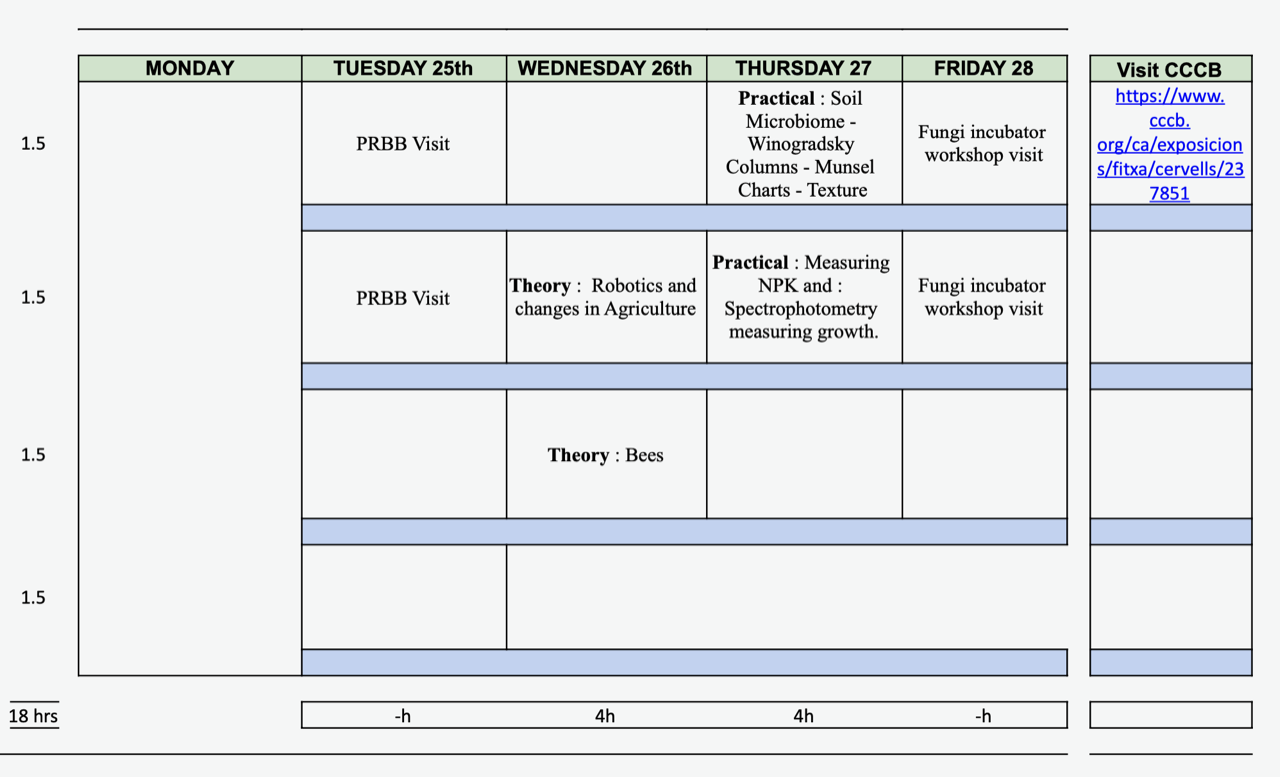 MONDAY TUESDAY 25th WEDNESDAY 26th THURSDAY 27 FRIDAY 28 Visit CCCB
1.5
PRBB Visit
Practical : Soil
Microbiome -
Winogradsky
Columns - Munsel
Charts - Texture
Fungi incubator
workshop visit
https://www.
cccb.
org/ca/exposicion
s/fitxa/cervells/23
7851
1.5
PRBB Visit
Theory :  Robotics and
changes in Agriculture
Practical : Measuring
NPK and :
Spectrophotometry
measuring growth.
Fungi incubator
workshop visit
1.5
Theory : Bees
1.5
18 hrs -h 4h 4h -h